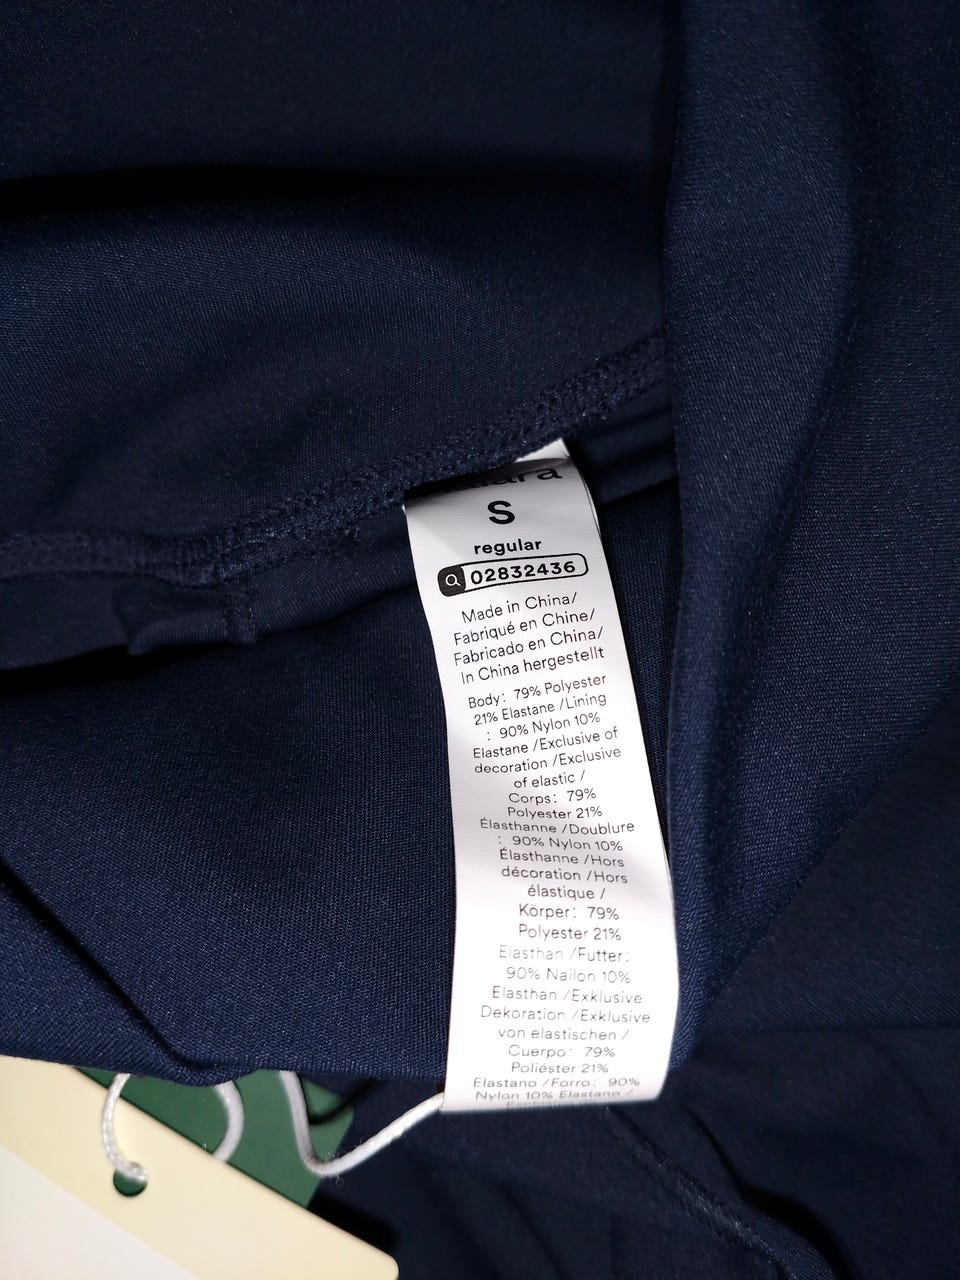 S
regular
02832436
Made in China/
Fabriqué en Chine/
Fabricado en China/
In China hergestellt
Body: 79% Polyester
21% Elastane /Lining
: 90% Nylon 10%
Elastane /Exclusive of
decoration /Exclusive
of elastic /
Corps: 79%
Polyester 21%
Élasthanne /Doublure
: 90% Nylon 10%
Élasthanne /Hors
décoration /Hors
élastique /
Körper: 79%
Polyester 21%
Elasthan /Futter:
90% Nailon 10%
Elasthan /Exklusive
Dekoration /Exklusive
von elastischen /
Cuerpo: 79%
Poliéster 21%
Elastano /Forro: 90%
Nylon 10% Elastano /